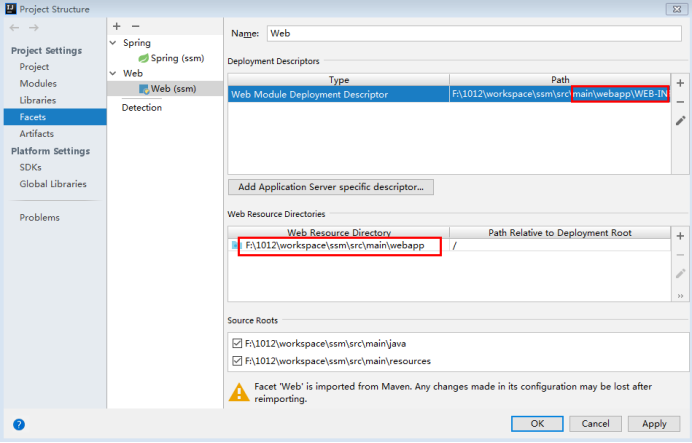 Project Structure
Project Settings
Project
Modules
Libraries
Facets
Artifacts
Platform Settings
SDKs
Global Libraries
Problems
Spring
Spring (ssm)
Web
Web (ssm)
Detection
Name: Web
Deployment Descriptors
Type Path
Web Module Deployment Descriptor F:\1012\workspace\ssm\src\main\webapp\WEB-IN
Add Application Server specific descriptor...
Web Resource Directories
Web Resource Directory Path Relative to Deployment Root
F:\1012\workspace\ssm\src\main\webapp /
Source Roots
F:\1012\workspace\ssm\src\main\java
F:\1012\workspace\ssm\src\main\resources
Facet 'Web' is imported from Maven. Any changes made in its configuration may be lost after
reimporting.
OK Cancel Apply